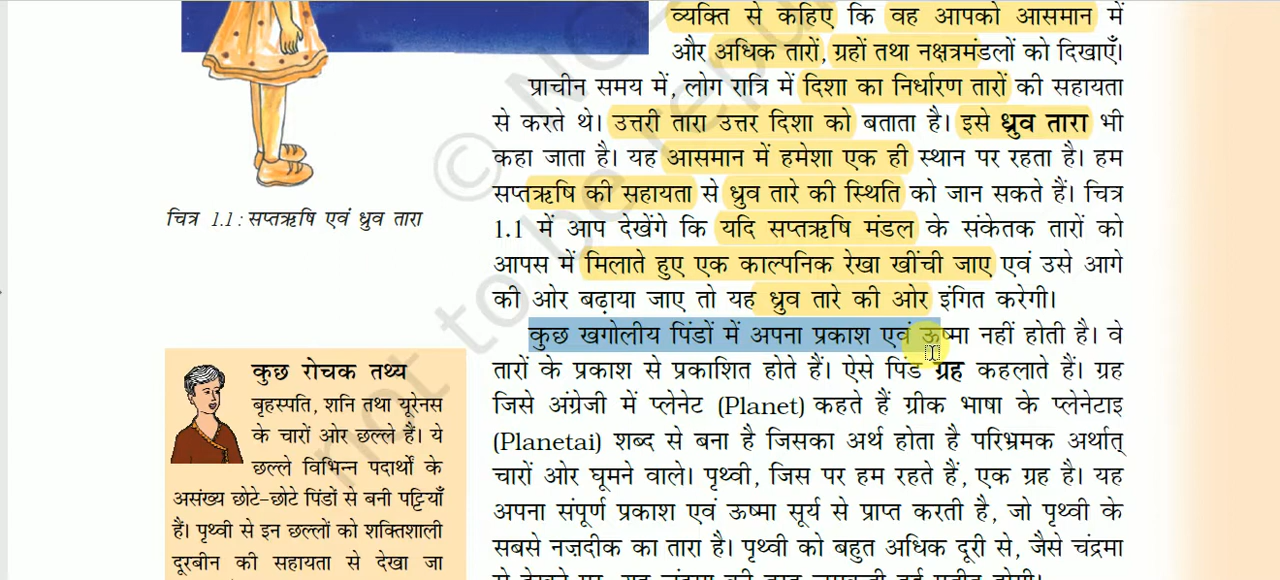 व्यक्ति से कहिए कि वह आपको आसमान में
और अधिक तारों, ग्रहों तथा नक्षत्रमंडलों को दिखाएँ।
प्राचीन समय में, लोग रात्रि में दिशा का निर्धारण तारों की सहायता
से करते थे। उत्तरी तारा उत्तर दिशा को बताता है। इसे ध्रुव तारा भी
कहा जाता है। यह आसमान में हमेशा एक ही स्थान पर रहता है। हम
सप्तऋषि की सहायता से ध्रुव तारे की स्थिति को जान सकते हैं। चित्र
1.1 में आप देखेंगे कि यदि सप्तऋषि मंडल के संकेतक तारों को
आपस में मिलाते हुए एक काल्पनिक रेखा खींची जाए एवं उसे आगे
की ओर बढ़ाया जाए तो यह ध्रुव तारे की ओर इंगित करेगी।
कुछ खगोलीय पिंडों में अपना प्रकाश एवं ऊष्मा नहीं होती है। वे
तारों के प्रकाश से प्रकाशित होते हैं। ऐसे पिंड ग्रह कहलाते हैं। ग्रह
जिसे अंग्रेजी में प्लेनेट (Planet) कहते हैं ग्रीक भाषा के प्लेनेटाइ
(Planetai) शब्द से बना है जिसका अर्थ होता है परिभ्रमक अर्थात्
चारों ओर घूमने वाले। पृथ्वी, जिस पर हम रहते हैं, एक ग्रह है। यह
अपना संपूर्ण प्रकाश एवं ऊष्मा सूर्य से प्राप्त करती है, जो पृथ्वी के
सबसे नजदीक का तारा है। पृथ्वी को बहुत अधिक दूरी से, जैसे चंद्रमा
चित्र 1.1 : सप्तऋषि एवं ध्रुव तारा
कुछ रोचक तथ्य
बृहस्पति, शनि तथा यूरेनस
के चारों ओर छल्ले हैं। ये
छल्ले विभिन्न पदार्थों के
असंख्य छोटे-छोटे पिंडों से बनी पट्टियाँ
हैं। पृथ्वी से इन छल्लों को शक्तिशाली
दूरबीन की सहायता से देखा जा
© No
not to be repu